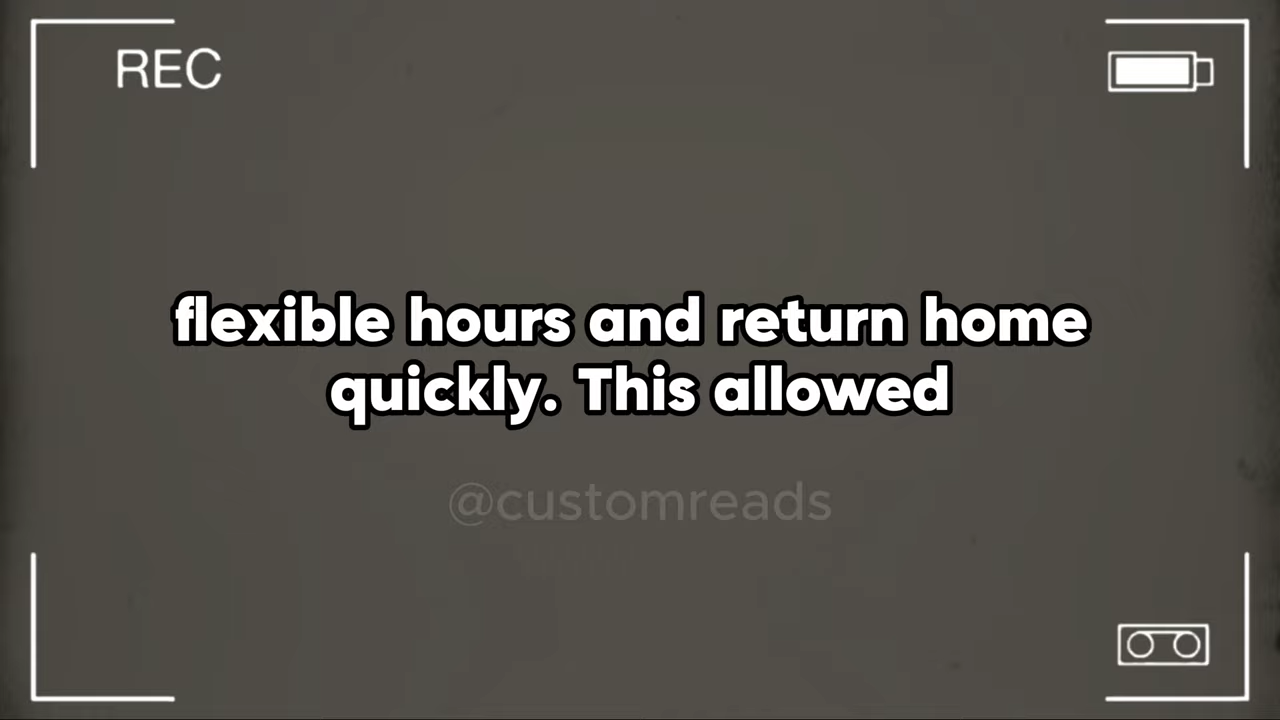 REC
flexible hours and return home
quickly. This allowed
@customreads